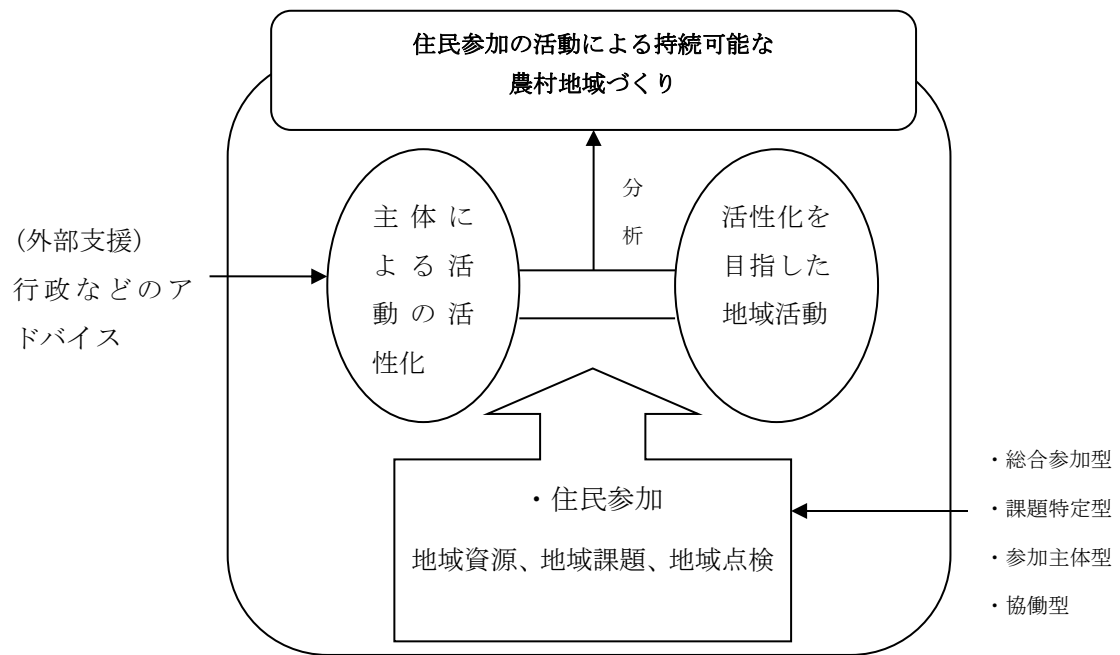 住民参加の活動による持続可能な
農村地域づくり
分
析
主体に
よる活
動の活
性化
活性化を
目指した
地域活動
(外部支援)
行政などのア
ドバイス
・住民参加
地域資源、地域課題、地域点検
・総合参加型
・課題特定型
・参加主体型
・協働型